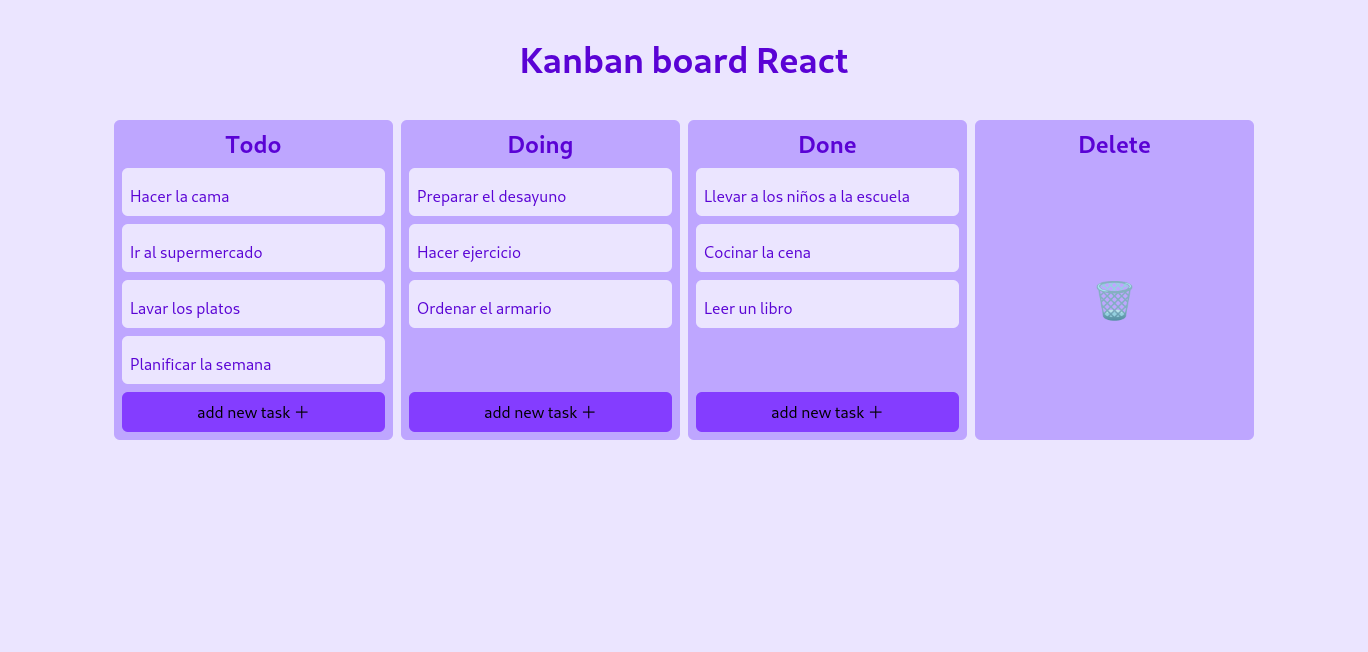 Kanban board React
Todo
Hacer la cama
Ir al supermercado
Lavar los platos
Planificar la semana
add new task +
Doing
Preparar el desayuno
Hacer ejercicio
Ordenar el armario
add new task +
Done
Llevar a los niños a la escuela
Cocinar la cena
Leer un libro
add new task +
Delete